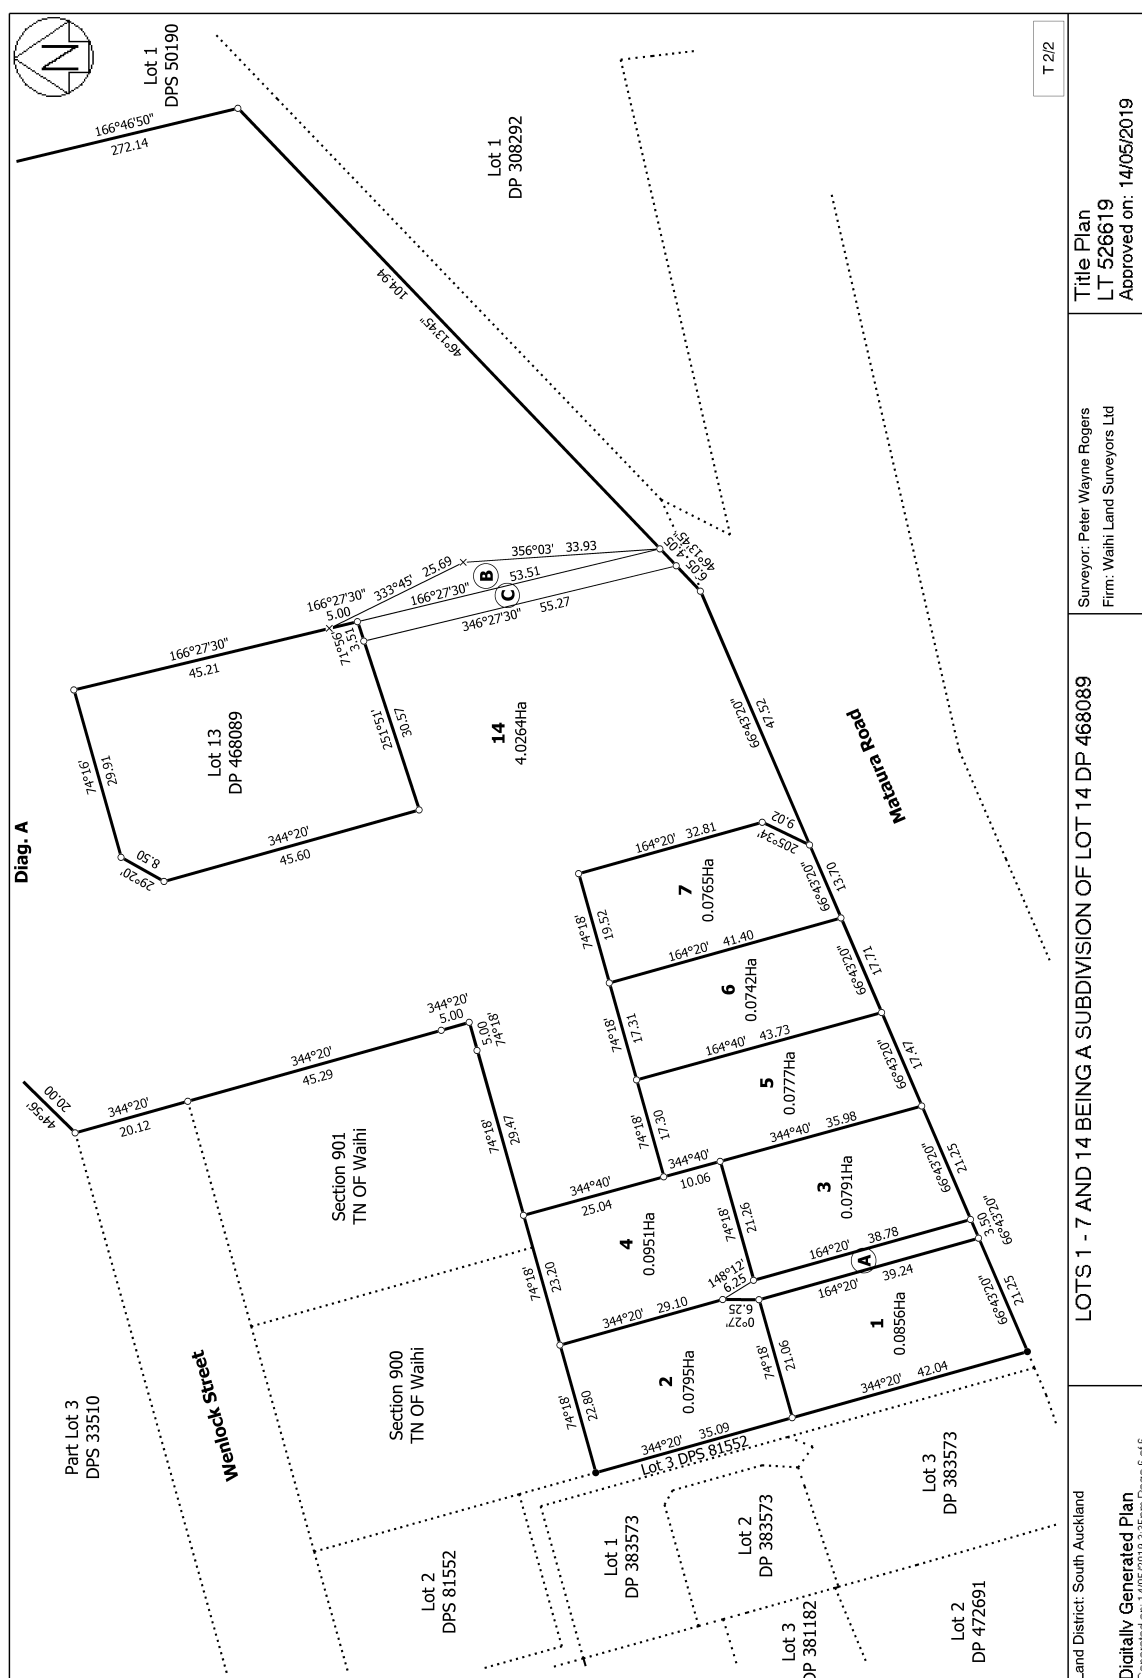 Diag. A
N
Lot 1
DPS 50190
166°46'50"
272.14
Lot 1
DP 308292
104.94
46°13'45"
T 2/2
Part Lot 3
DPS 33510
Wenlock Street
44°56'
20.00
344°20'
20.12
344°20'
45.29
344°20'
5.00
5.00
74°18'
74°18'
29.47
Section 901
TN OF Waihi
Section 900
TN OF Waihi
Lot 2
DPS 81552
Lot 13
DP 468089
74°16'
29.91
29°20'
8.50
344°20'
45.60
166°27'30"
45.21
166°27'30"
5.00
71°56'
3.51
251°51'
30.57
333°45'
25.69
356°03'
33.93
166°27'30"
53.51
346°27'30"
55.27
B
C
6.05
4.05
46°13'45"
14
4.0264Ha
66°43'20"
47.52
Mataura Road
7
0.0765Ha
74°18'
19.52
164°20'
32.81
205°34'
9.02
66°43'20"
13.70
164°20'
41.40
6
0.0742Ha
74°18'
17.31
66°43'20"
17.71
164°40'
43.73
5
0.0777Ha
74°18'
17.30
66°43'20"
17.47
344°40'
25.04
344°40'
10.06
344°40'
35.98
4
0.0951Ha
74°18'
23.20
74°18'
21.26
3
0.0791Ha
66°43'20"
21.25
148°12'
6.25
164°20'
38.78
A
3.50
66°43'20"
344°20'
29.10
6.25
0°27'
164°20'
39.24
2
0.0795Ha
74°18'
22.80
344°20'
35.09
Lot 3 DPS 81552
1
0.0856Ha
74°18'
21.06
344°20'
42.04
66°43'20"
21.25
Lot 1
DP 383573
Lot 2
DP 383573
Lot 3
DP 383573
Lot 3
DP 381182
Lot 2
DP 472691
Land District: South Auckland
Digitally Generated Plan
LOTS 1 - 7 AND 14 BEING A SUBDIVISION OF LOT 14 DP 468089
Surveyor: Peter Wayne Rogers
Firm: Waihi Land Surveyors Ltd
Title Plan
LT 526619
Approved on: 14/05/2019